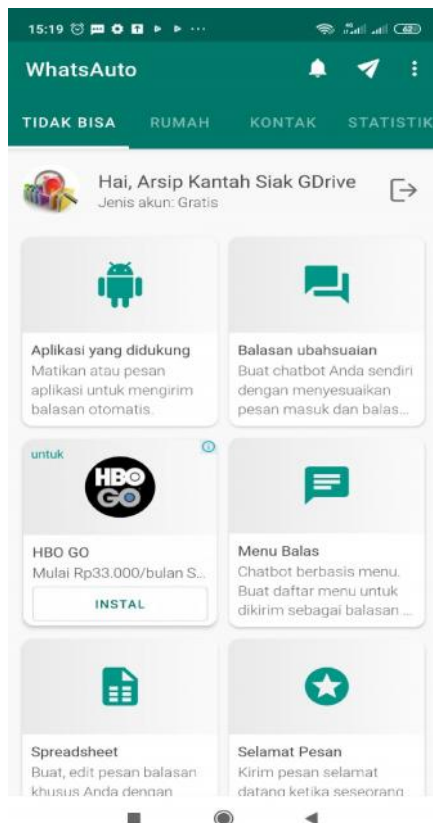 15:19
62
WhatsAuto
TIDAK BISA RUMAH KONTAK STATISTIK
Hai, Arsip Kantah Siak GDrive
Jenis akun: Gratis
Aplikasi yang didukung
Matikan atau pesan
aplikasi untuk mengirim
balasan otomatis.
Balasan ubahsuaian
Buat chatbot Anda sendiri
dengan menyesuaikan
pesan masuk dan balas...
untuk
HBO
GO
HBO GO
Mulai Rp33.000/bulan S...
INSTAL
Menu Balas
Chatbot berbasis menu.
Buat daftar menu untuk
dikirim sebagai balasan ...
Spreadsheet
Buat, edit pesan balasan
khusus Anda dengan
Selamat Pesan
Kirim pesan selamat
datang ketika seseorang